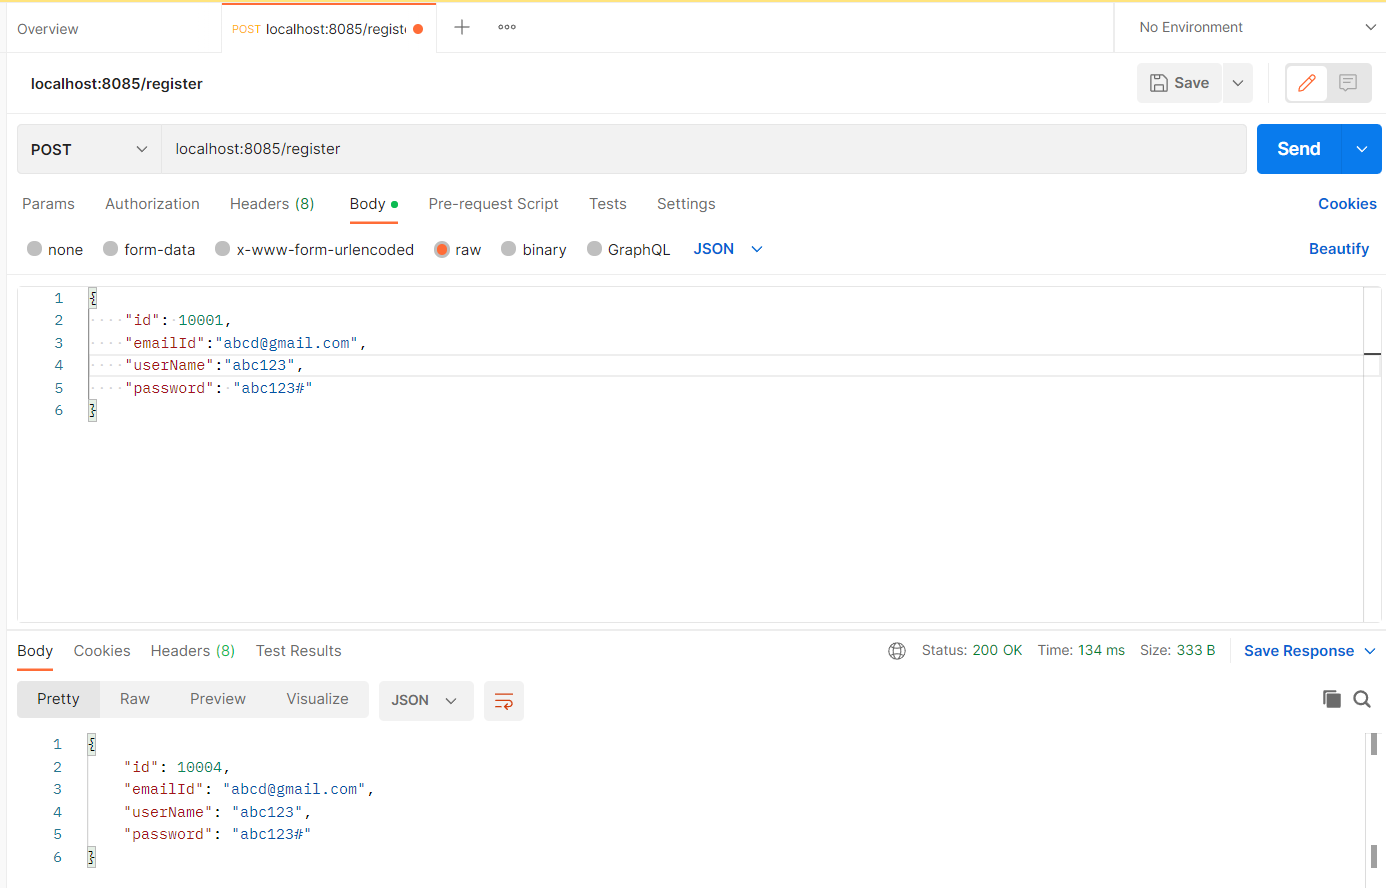 Overview
POST localhost:8085/regist
No Environment
localhost:8085/register
Save
POST localhost:8085/register Send
Params Authorization Headers (8) Body Pre-request Script Tests Settings Cookies
none form-data x-www-form-urlencoded raw binary GraphQL JSON Beautify
1 {
2 "id": 10001,
3 "emailId":"abcd@gmail.com",
4 "userName":"abc123",
5 "password": "abc123#"
6 }
Body Cookies Headers (8) Test Results Status: 200 OK Time: 134 ms Size: 333 B Save Response
Pretty Raw Preview Visualize JSON
1 {
2 "id": 10004,
3 "emailId": "abcd@gmail.com",
4 "userName": "abc123",
5 "password": "abc123#"
6 }